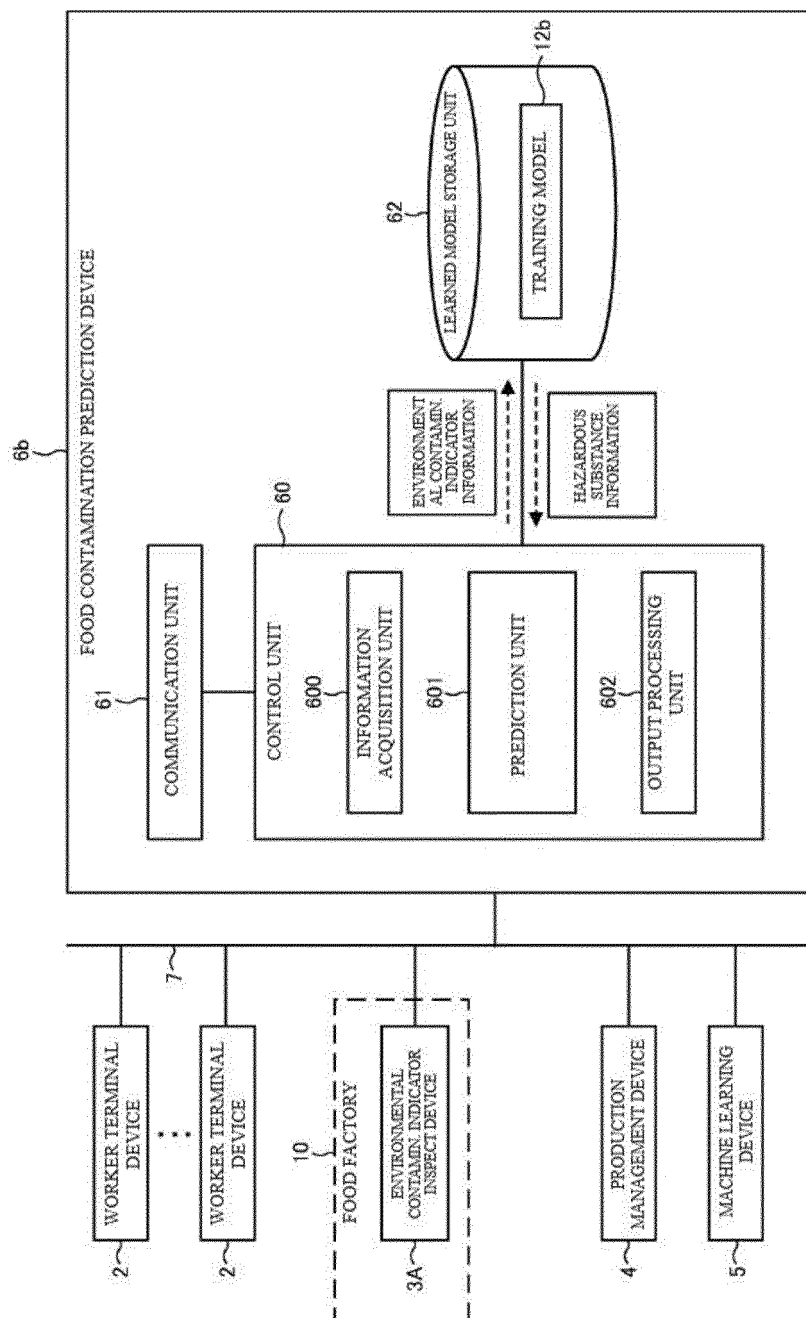 6b
FOOD CONTAMINATION PREDICTION DEVICE
61
COMMUNICATION UNIT
60
CONTROL UNIT
600
INFORMATION
ACQUISITION UNIT
601
PREDICTION UNIT
602
OUTPUT PROCESSING
UNIT
ENVIRONMENT
AL CONTAMIN.
INDICATOR
INFORMATION
HAZARDOUS
SUBSTANCE
INFORMATION
62
LEARNED MODEL STORAGE UNIT
12b
TRAINING MODEL
7
WORKER TERMINAL
DEVICE
2
WORKER TERMINAL
DEVICE
2
10
FOOD FACTORY
ENVIRONMENTAL
CONTAMIN. INDICATOR
INSPECT DEVICE
3A
PRODUCTION
MANAGEMENT DEVICE
4
MACHINE LEARNING
DEVICE
5